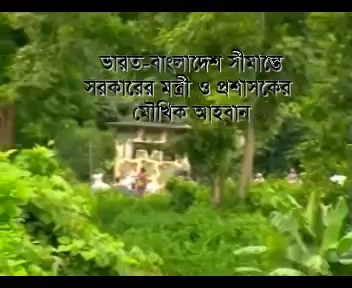 ভারত-বাংলাদেশ সীমান্তে
সরকারের মন্ত্রী ও প্রশাসকের
মৌখিক আহবান